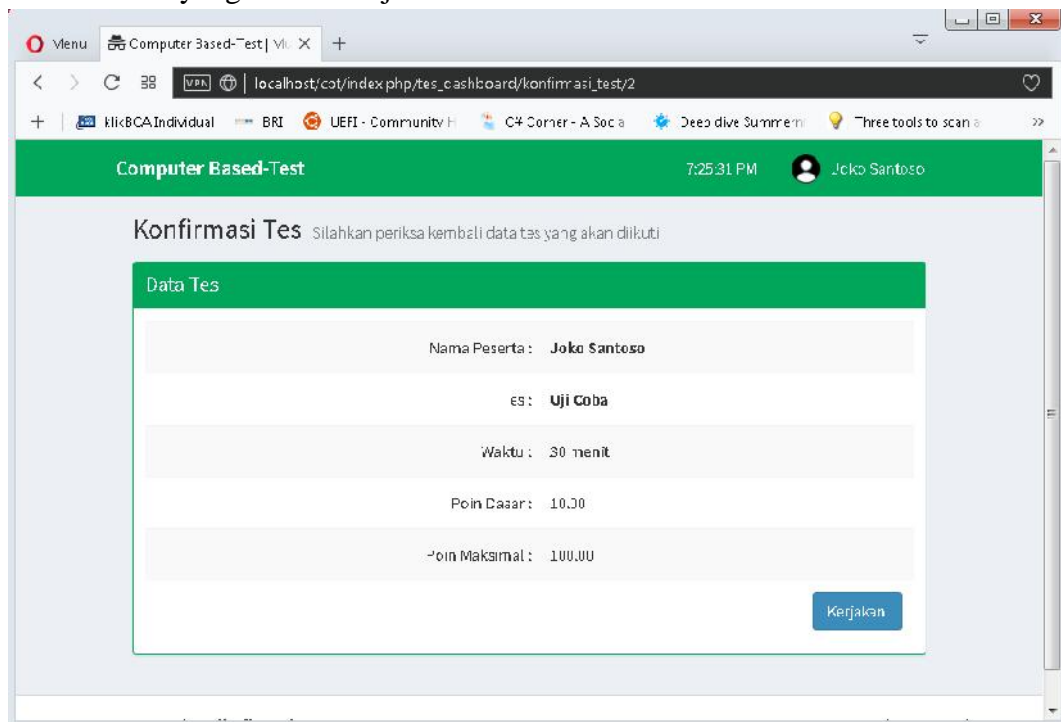 Menu Computer Based-Test |
localhost/cbt/index.php/tes_dashboard/konfirmasi_test/2
klikBCA Individual BRI UEFI - Community H C# Corner - A Socia Deep dive Summern Three tools to scan a
Computer Based-Test 7:25:31 PM Joko Santoso
Konfirmasi Tes Silahkan periksa kembali data tes yang akan diikuti
Data Tes
Nama Peserta : Joko Santoso
es : Uji Coba
Waktu : 30 menit
Poin Dasar : 10.00
Poin Maksimal : 100.00
Kerjakan